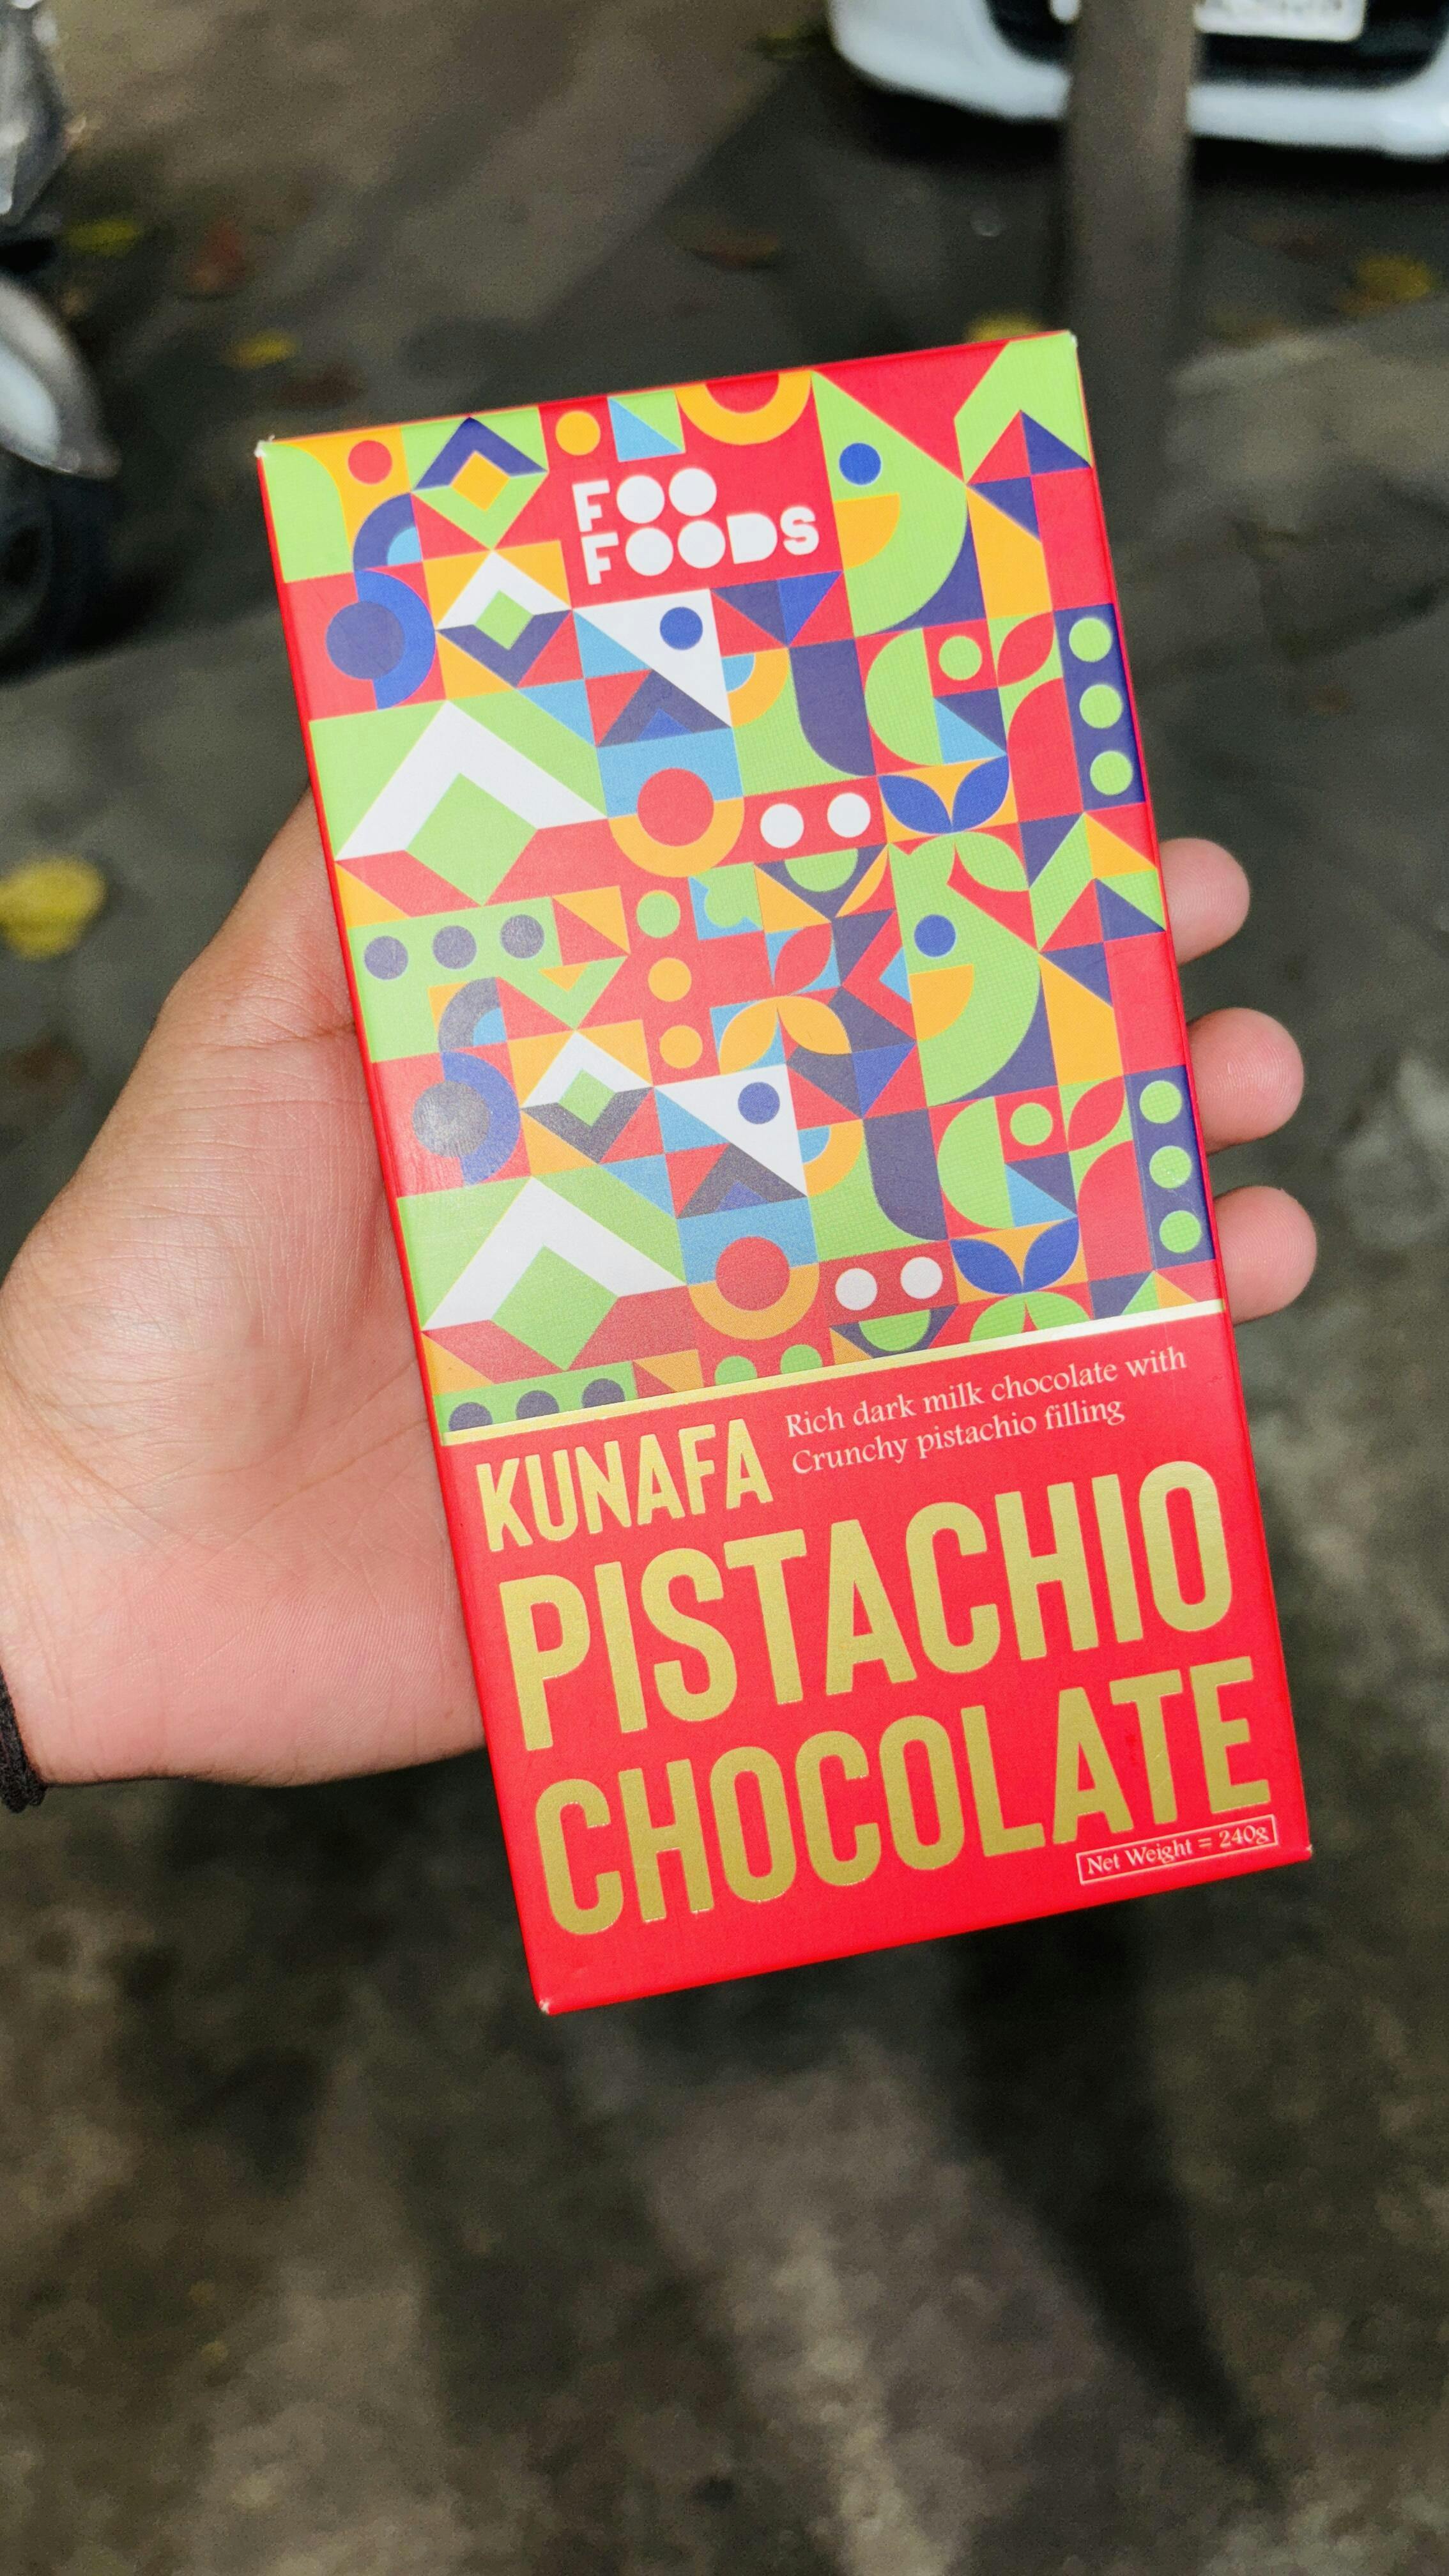 FOO
FOODS
KUNAFA
Rich dark milk chocolate with
Crunchy pistachio filling
PISTACHIO
CHOCOLATE
Net Weight = 240g